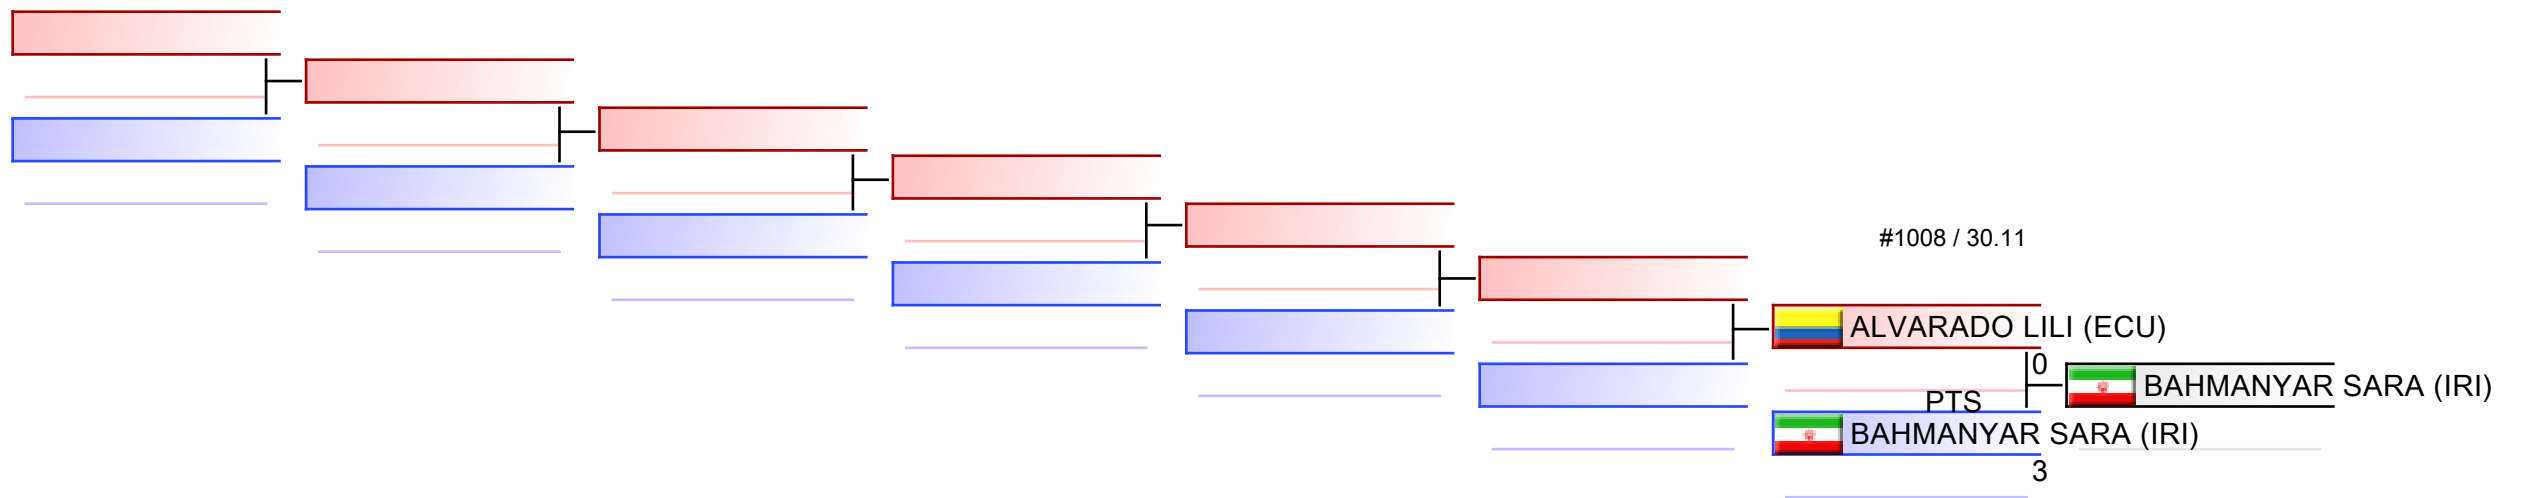 #1008 / 30.11
ALVARADO LILI (ECU)
0
BAHMANYAR SARA (IRI)
PTS
BAHMANYAR SARA (IRI)
3